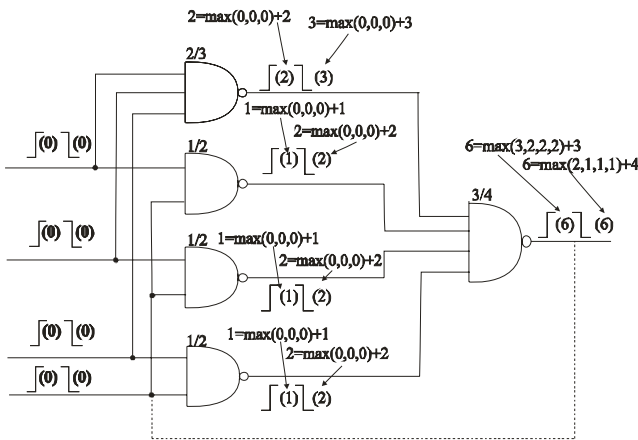 2=max(0,0,0)+2
3=max(0,0,0)+3
2/3
(2) (3)
1=max(0,0,0)+1
2=max(0,0,0)+2
(0) (0)
1/2
(1) (2)
6=max(3,2,2,2)+3
6=max(2,1,1,1)+4
3/4
(6) (6)
(0) (0)
1/2
1=max(0,0,0)+1
2=max(0,0,0)+2
(1) (2)
(0) (0)
1/2
1=max(0,0,0)+1
2=max(0,0,0)+2
(0) (0)
(1) (2)